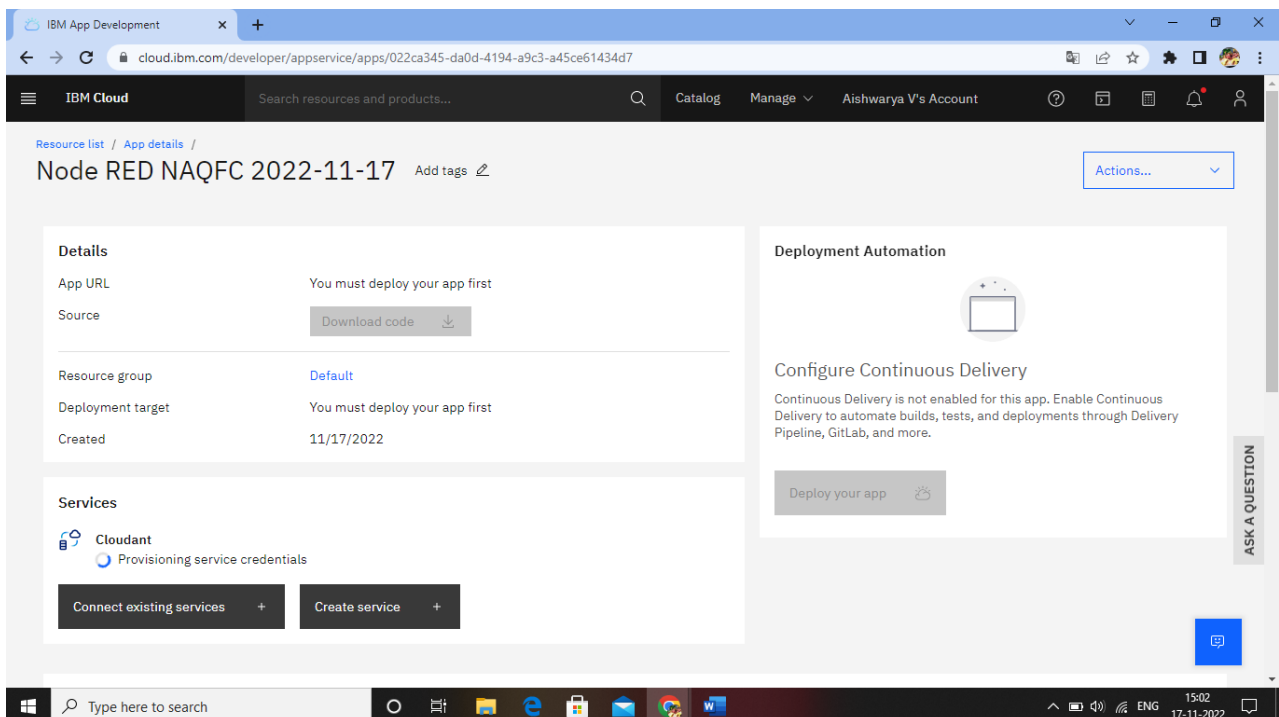 IBM App Development
cloud.ibm.com/developer/appservice/apps/022ca345-da0d-4194-a9c3-a45ce61434d7
IBM Cloud
Search resources and products...
Catalog
Manage
Aishwarya V's Account
Resource list / App details /
Node RED NAQFC 2022-11-17
Add tags
Actions...
Details
App URL
You must deploy your app first
Source
Download code
Resource group
Default
Deployment target
You must deploy your app first
Created
11/17/2022
Services
Cloudant
Provisioning service credentials
Connect existing services +
Create service +
Deployment Automation
Configure Continuous Delivery
Continuous Delivery is not enabled for this app. Enable Continuous
Delivery to automate builds, tests, and deployments through Delivery
Pipeline, GitLab, and more.
Deploy your app
ASK A QUESTION
Type here to search
ENG
15:02
17-11-2022